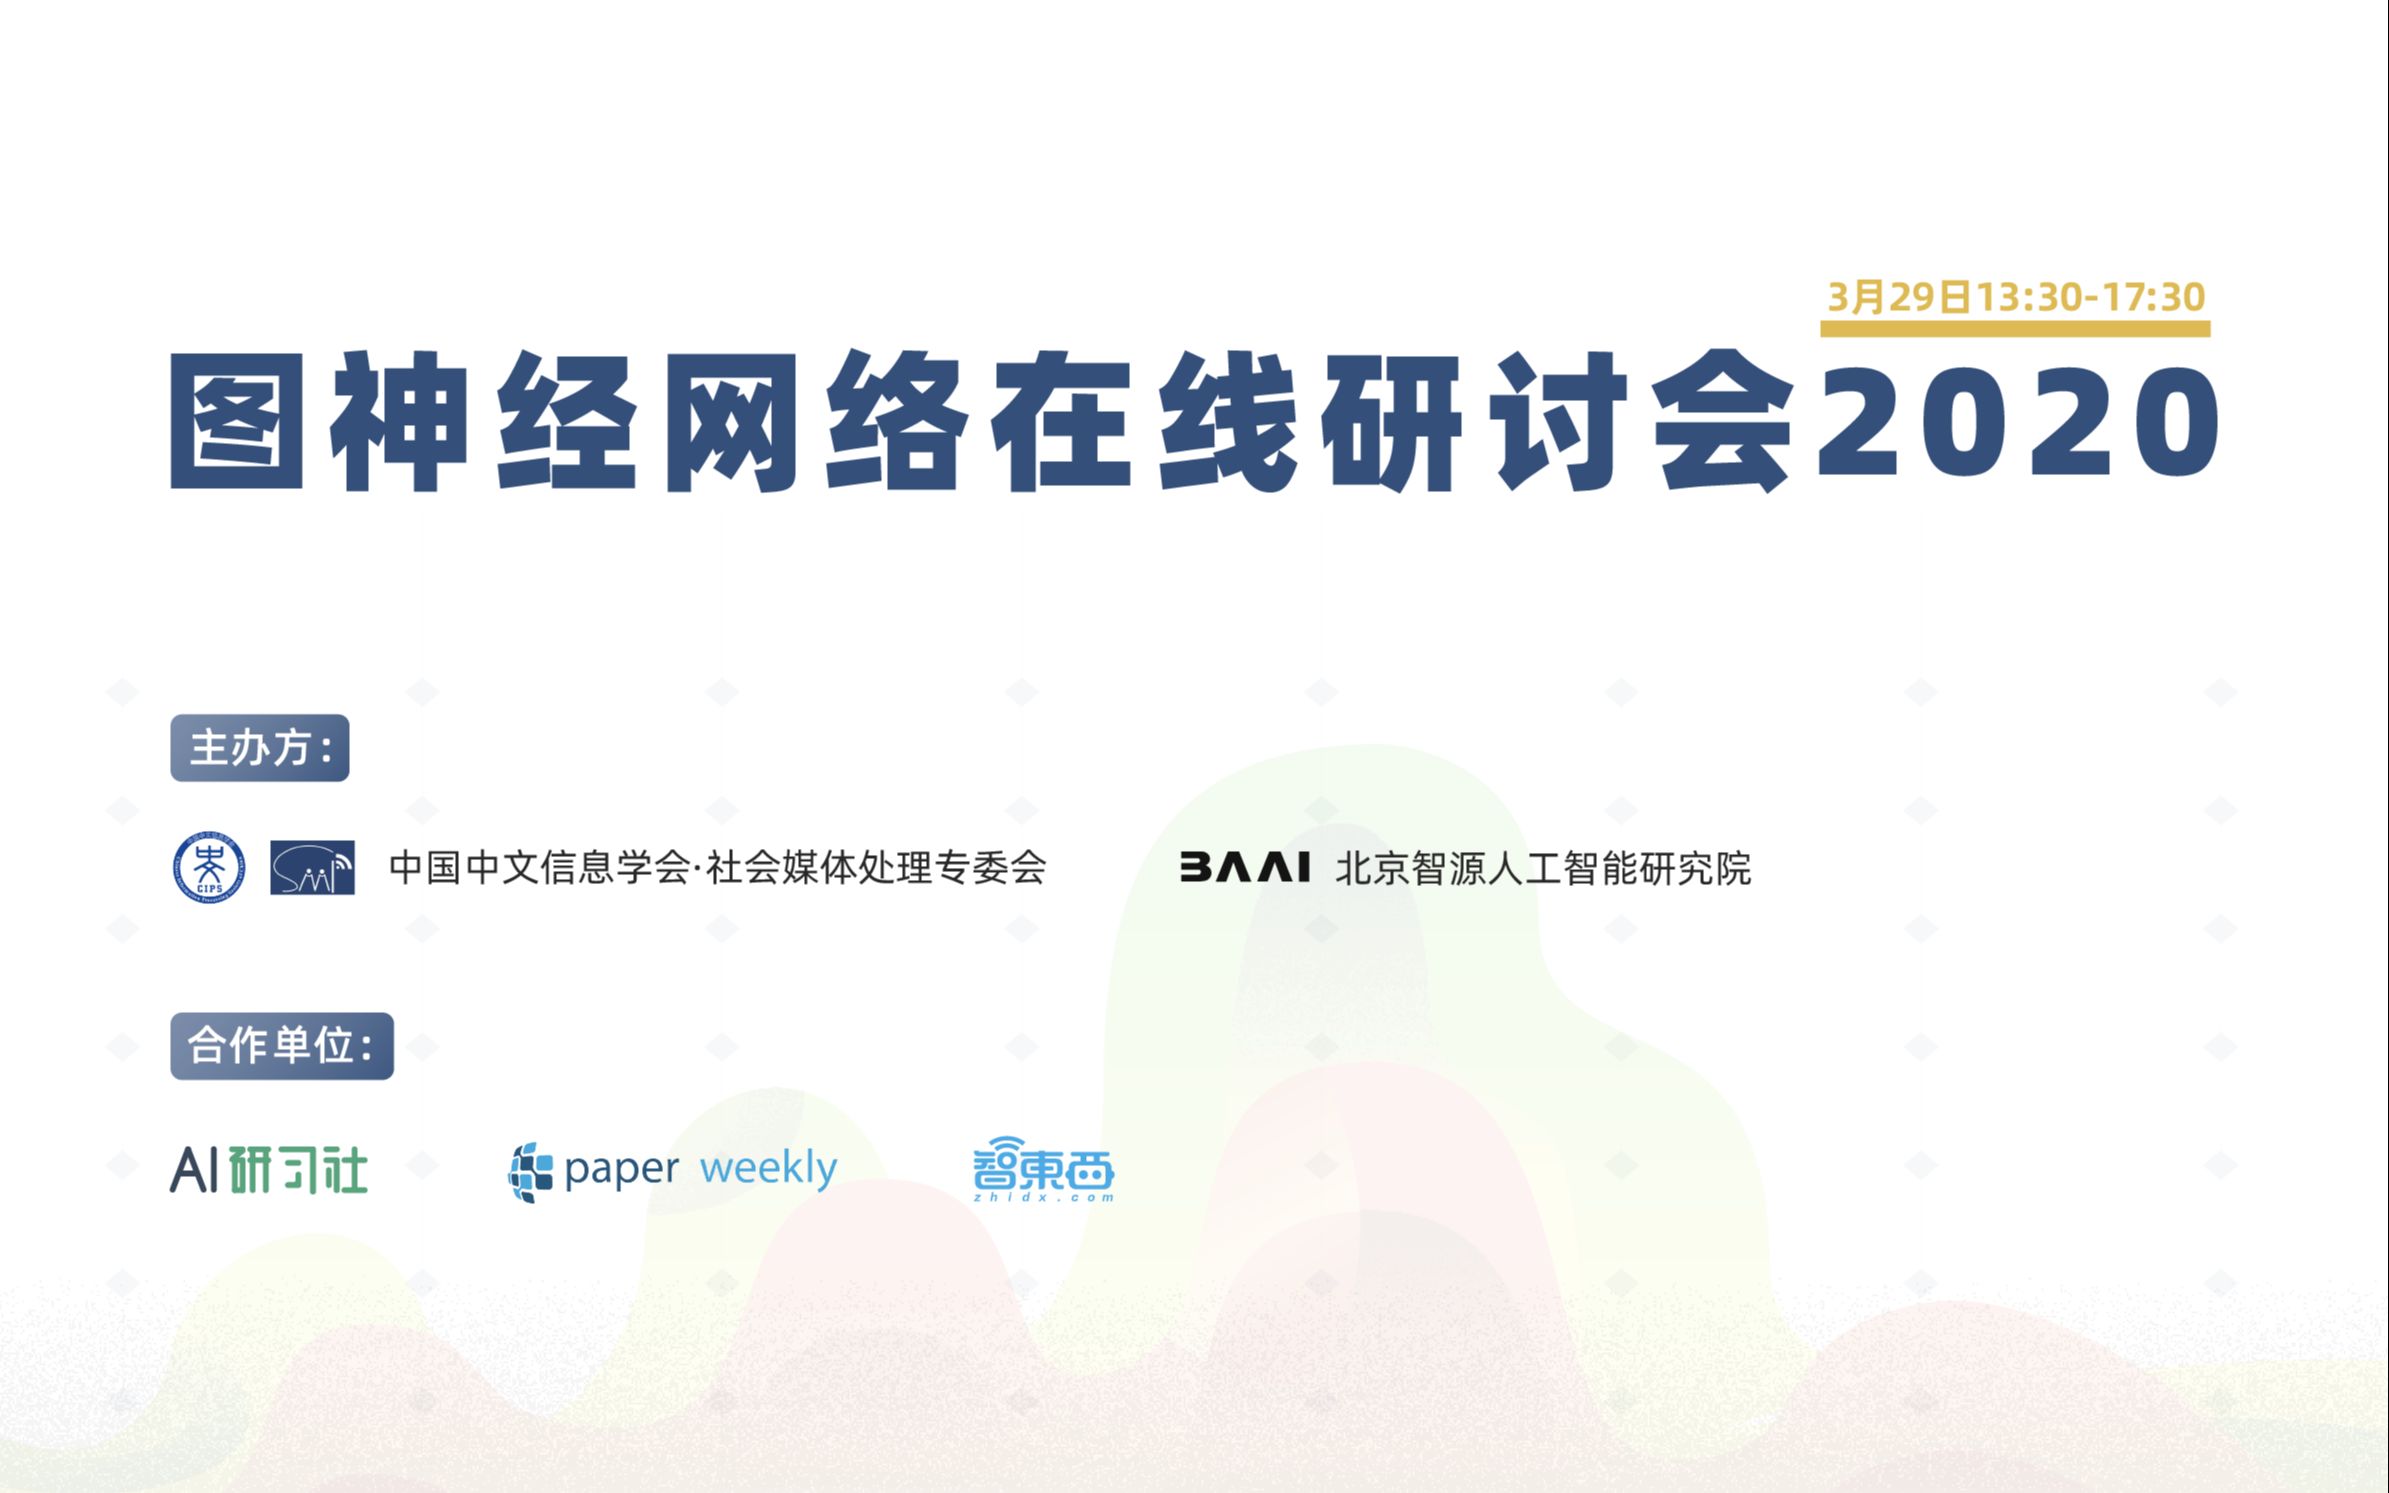 3月29日13:30-17:30
图神经网络在线研讨会2020
主办方：
CIPS SMP 中国中文信息学会·社会媒体处理专委会 BAAI 北京智源人工智能研究院
合作单位：
AI研习社 paper weekly 智東西
zhidx.com